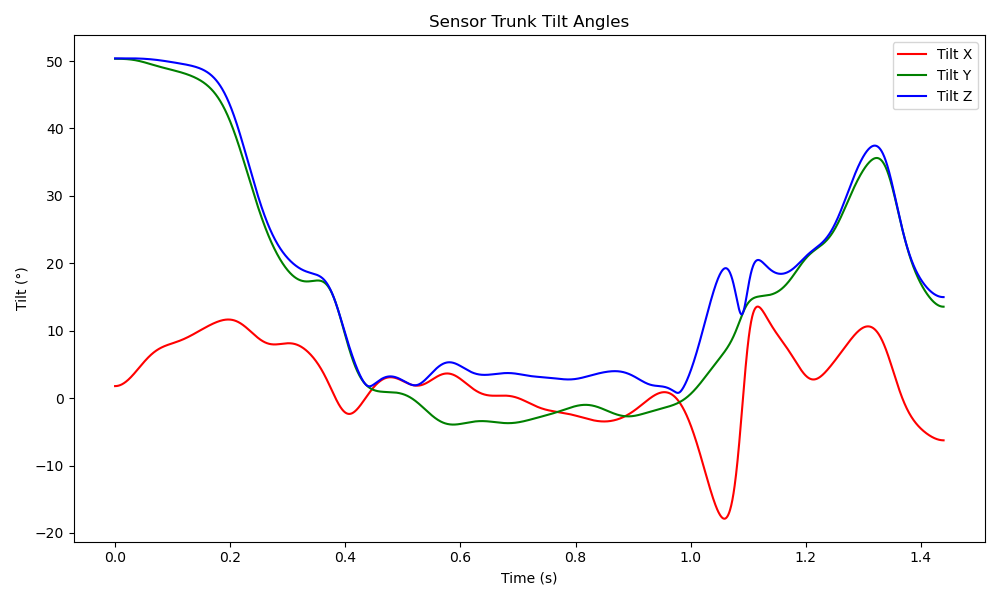 Sensor Trunk Tilt Angles
Tilt X
Tilt Y
Tilt Z
Tilt (°)
50
40
30
20
10
0
−10
−20
0.0 0.2 0.4 0.6 0.8 1.0 1.2 1.4
Time (s)